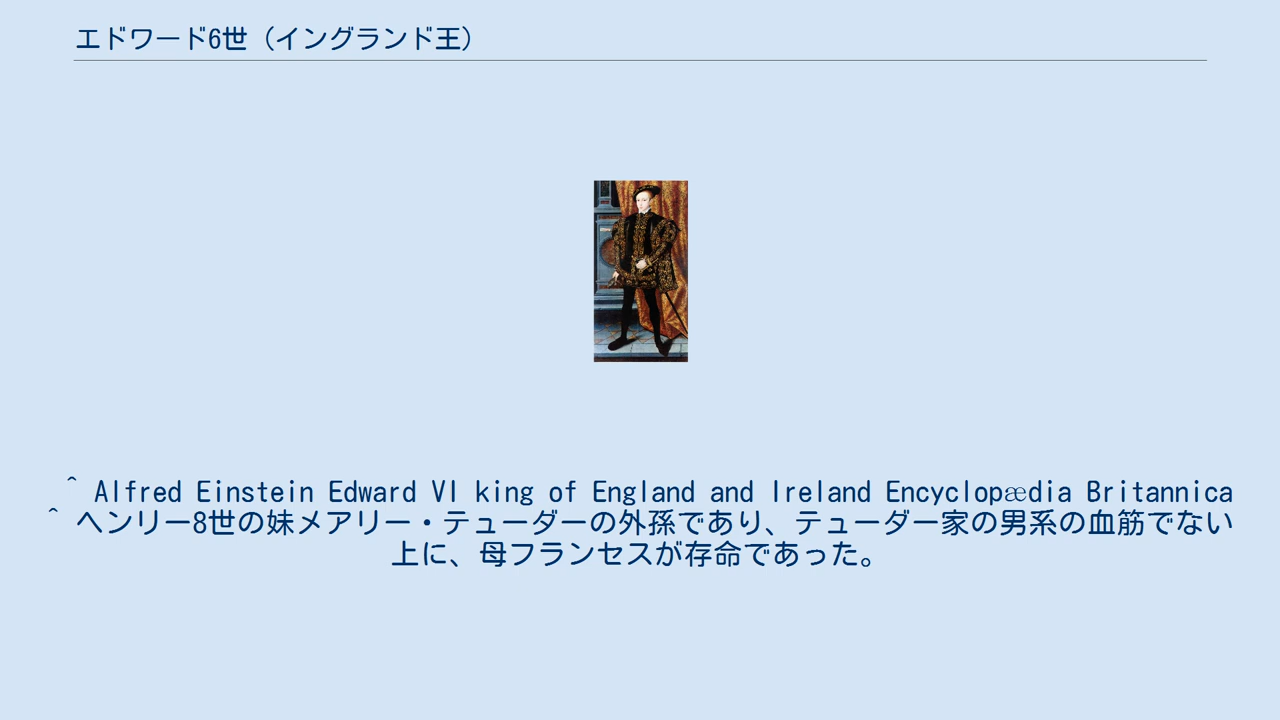 エドワード6世（イングランド王）
^ Alfred Einstein Edward VI king of England and Ireland Encyclopædia Britannica
^ ヘンリー8世の妹メアリー・テューダーの外孫であり、テューダー家の男系の血筋でない
上に、母フランセスが存命であった。